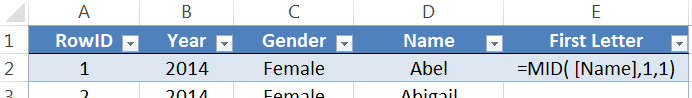 A B C D E
1 RowID Year Gender Name First Letter
2 1 2014 Female Abel =MID( [Name],1,1)
3 2 2014 Female Abigail